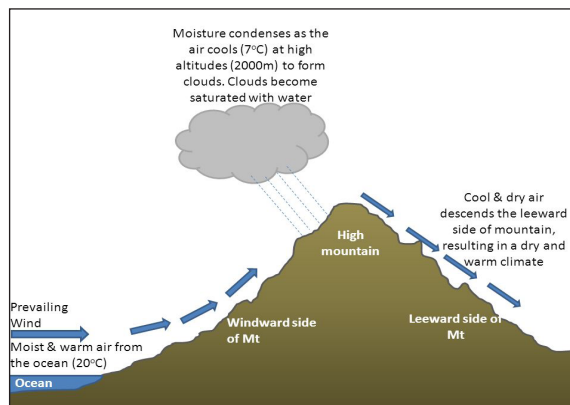 Moisture condenses as the
air cools (7°C) at high
altitudes (2000m) to form
clouds. Clouds become
saturated with water
Cool & dry air
descends the leeward
side of mountain,
resulting in a dry and
warm climate
High
mountain
Prevailing
Wind
Moist & warm air from
the ocean (20°C)
Ocean
Windward side
of Mt
Leeward side of
Mt